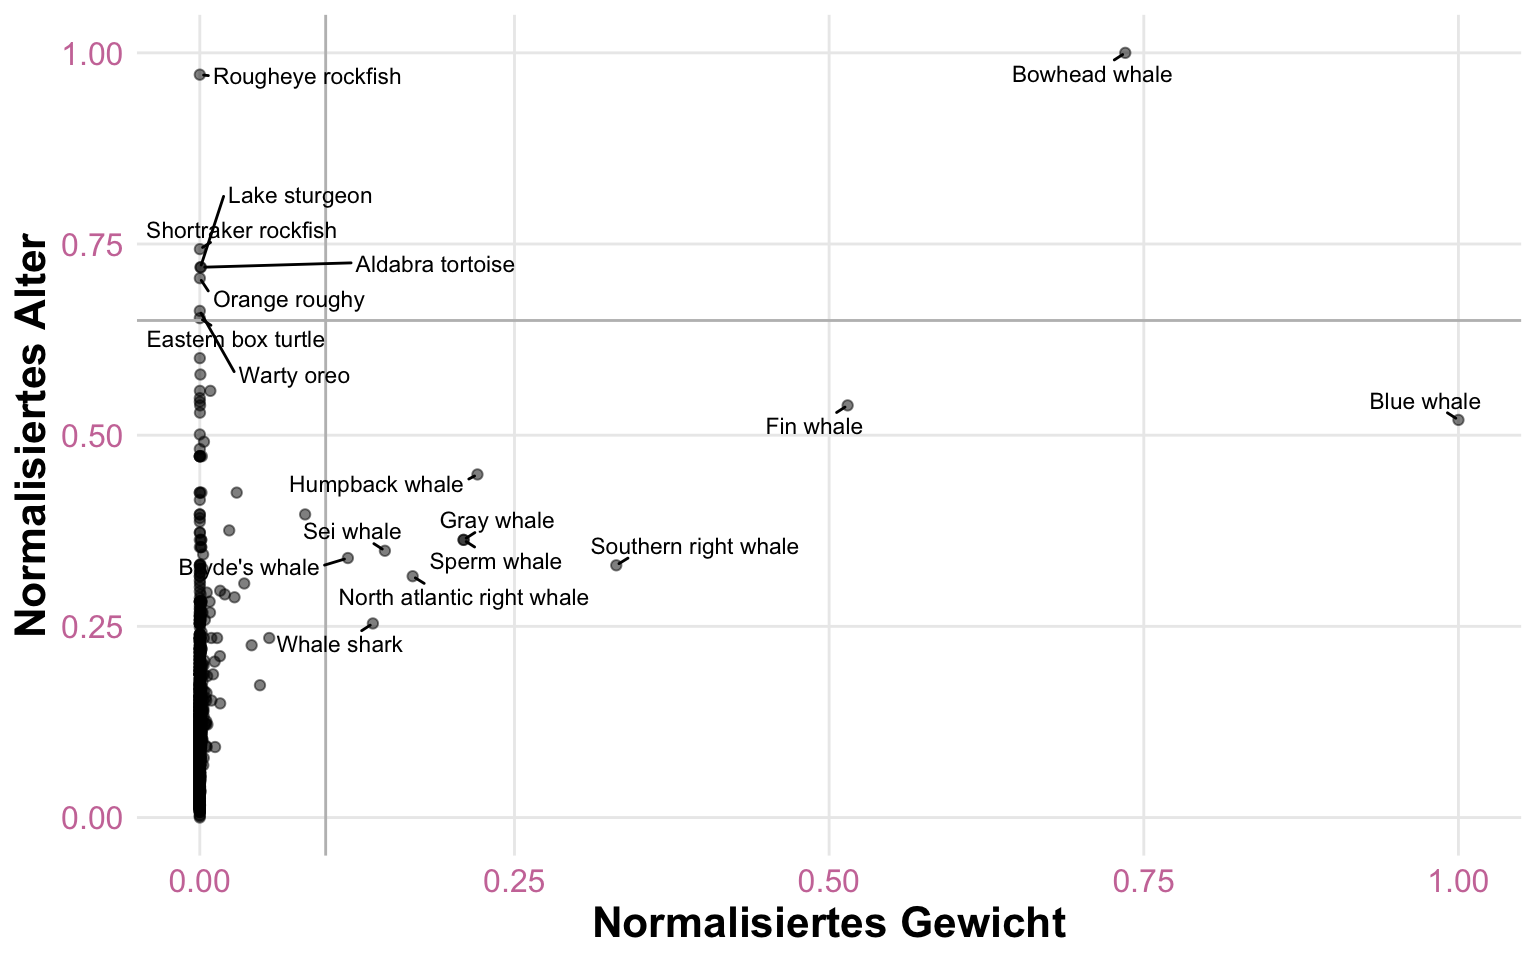 1.00
Rougheye rockfish
Bowhead whale
Lake sturgeon
Shortraker rockfish
0.75
Aldabra tortoise
Orange roughy
Eastern box turtle
Warty oreo
Blue whale
Fin whale
0.50
Humpback whale
Gray whale
Sei whale
Southern right whale
Sperm whale
Bryde's whale
North atlantic right whale
0.25
Whale shark
0.00
Normalisiertes Alter
0.00 0.25 0.50 0.75 1.00
Normalisiertes Gewicht